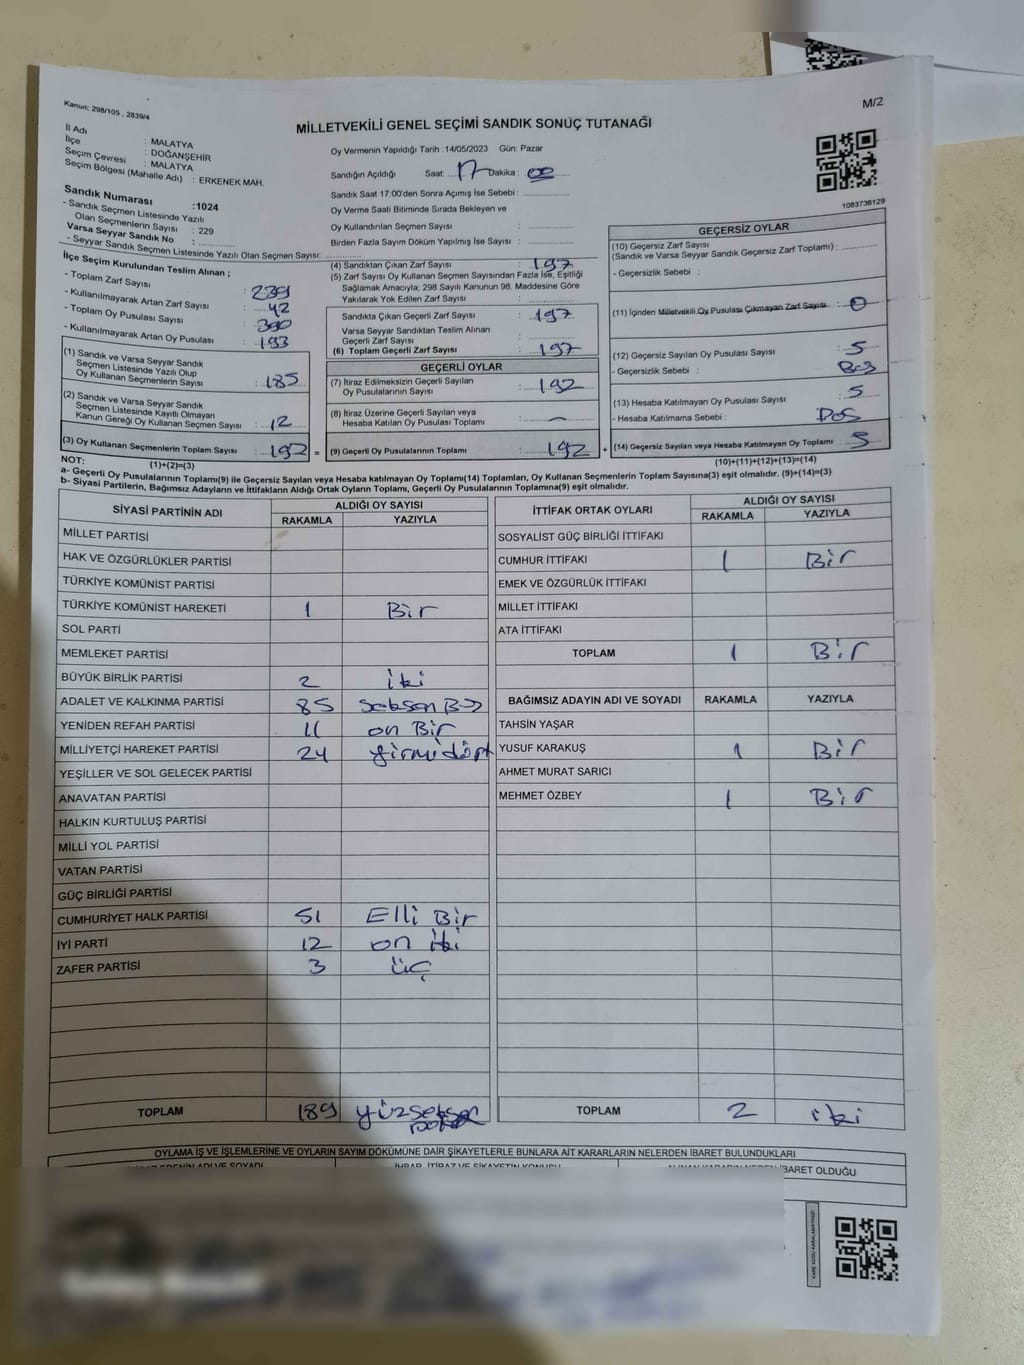 Kanun; 298/105 , 2839/4
M/2
MİLLETVEKİLİ GENEL SEÇİMİ SANDIK SONUÇ TUTANAĞI
İl Adı : MALATYA
İlçe : DOĞANŞEHİR
Seçim Çevresi : MALATYA
Seçim Bölgesi (Mahalle Adı) : ERKENEK MAH.
Sandık Numarası :1024
- Sandık Seçmen Listesinde Yazılı
Olan Seçmenlerin Sayısı : 229
Varsa Seyyar Sandık No :
- Seyyar Sandık Seçmen Listesinde Yazılı Olan Seçmen Sayısı:
İlçe Seçim Kurulundan Teslim Alınan ;
- Toplam Zarf Sayısı : 239
- Kullanılmayarak Artan Zarf Sayısı : 42
- Toplam Oy Pusulası Sayısı : 390
- Kullanılmayarak Artan Oy Pusulası : 193
(1) Sandık ve Varsa Seyyar Sandık
Seçmen Listesinde Yazılı Olup
Oy Kullanan Seçmenlerin Sayısı : 185
(2) Sandık ve Varsa Seyyar Sandık
Seçmen Listesinde Kayıtlı Olmayan
Kanun Gereği Oy Kullanan Seçmen Sayısı : 12
(3) Oy Kullanan Seçmenlerin Toplam Sayısı : 197 =
Oy Vermenin Yapıldığı Tarih : 14/05/2023 Gün: Pazar
Sandığın Açıldığı Saat: 17 Dakika : 00
Sandık Saat 17:00'den Sonra Açımış İse Sebebi :
Oy Verme Saati Bitiminde Sırada Bekleyen ve
Oy Kullandırılan Seçmen Sayısı :
Birden Fazla Sayım Döküm Yapılmış İse Sayısı :
(4) Sandıktan Çıkan Zarf Sayısı : 197
(5) Zarf Sayısı Oy Kullanan Seçmen Sayısından Fazla İse, Eşitliği
Sağlamak Amacıyla; 298 Sayılı Kanunun 98. Maddesine Göre
Yakılarak Yok Edilen Zarf Sayısı :
Sandıkta Çıkan Geçerli Zarf Sayısı : 197
Varsa Seyyar Sandıktan Teslim Alınan
Geçerli Zarf Sayısı :
(6) Toplam Geçerli Zarf Sayısı : 197
GEÇERLİ OYLAR
(7) İtiraz Edilmeksizin Geçerli Sayılan
Oy Pusulalarının Sayısı : 192
(8) İtiraz Üzerine Geçerli Sayılan veya
Hesaba Katılan Oy Pusulası Toplamı : -
(9) Geçerli Oy Pusulalarının Toplamı : 192 +
1083736129
GEÇERSİZ OYLAR
(10) Geçersiz Zarf Sayısı
(Sandık ve Varsa Seyyar Sandık Geçersiz Zarf Toplamı) :
- Geçersizlik Sebebi :
(11) İçinden Milletvekili Oy Pusulası Çıkmayan Zarf Sayısı : 0
(12) Geçersiz Sayılan Oy Pusulası Sayısı : 5
- Geçersizlik Sebebi :
(13) Hesaba Katılmayan Oy Pusulası Sayısı : 5
- Hesaba Katılmama Sebebi :
(14) Geçersiz Sayılan veya Hesaba Katılmayan Oy Toplamı : 5
NOT: (1)+(2)=(3) (10)+(11)+(12)+(13)=(14)
a- Geçerli Oy Pusulalarının Toplamı(9) ile Geçersiz Sayılan veya Hesaba katılmayan Oy Toplamı(14) Toplamları, Oy Kullanan Seçmenlerin Toplam Sayısına(3) eşit olmalıdır. (9)+(14)=(3)
b- Siyasi Partilerin, Bağımsız Adayların ve İttifakların Aldığı Ortak Oyların Toplamı, Geçerli Oy Pusulalarının Toplamına(9) eşit olmalıdır.
SİYASİ PARTİNİN ADI ALDIĞI OY SAYISI
RAKAMLA YAZIYLA
MİLLET PARTİSİ
HAK VE ÖZGÜRLÜKLER PARTİSİ
TÜRKİYE KOMÜNİST PARTİSİ
TÜRKİYE KOMÜNİST HAREKETİ 1 Bir
SOL PARTİ
MEMLEKET PARTİSİ
BÜYÜK BİRLİK PARTİSİ 2 iki
ADALET VE KALKINMA PARTİSİ 85 seksen
YENİDEN REFAH PARTİSİ 11 on Bir
MİLLİYETÇİ HAREKET PARTİSİ 24 yirmi dört
YEŞİLLER VE SOL GELECEK PARTİSİ
ANAVATAN PARTİSİ
HALKIN KURTULUŞ PARTİSİ
MİLLİ YOL PARTİSİ
VATAN PARTİSİ
GÜÇ BİRLİĞİ PARTİSİ
CUMHURİYET HALK PARTİSİ 51 Elli Bir
İYİ PARTİ 12 on iki
ZAFER PARTİSİ 3 üç
TOPLAM 189 yüzseksen
İTTİFAK ORTAK OYLARI ALDIĞI OY SAYISI
RAKAMLA YAZIYLA
SOSYALİST GÜÇ BİRLİĞİ İTTİFAKI
CUMHUR İTTİFAKI 1 Bir
EMEK VE ÖZGÜRLÜK İTTİFAKI
MİLLET İTTİFAKI
ATA İTTİFAKI
TOPLAM 1 Bir
BAĞIMSIZ ADAYIN ADI VE SOYADI RAKAMLA YAZIYLA
TAHSİN YAŞAR
YUSUF KARAKUŞ 1 Bir
AHMET MURAT SARICI
MEHMET ÖZBEY 1 Bir
TOPLAM 2 iki
OYLAMA İŞ VE İŞLEMLERİNE VE OYLARIN SAYIM DÖKÜMÜNE DAİR ŞİKAYETLERLE BUNLARA AİT KARARLARIN NELERDEN İBARET BULUNDUKLARI
İBARET OLDUĞU